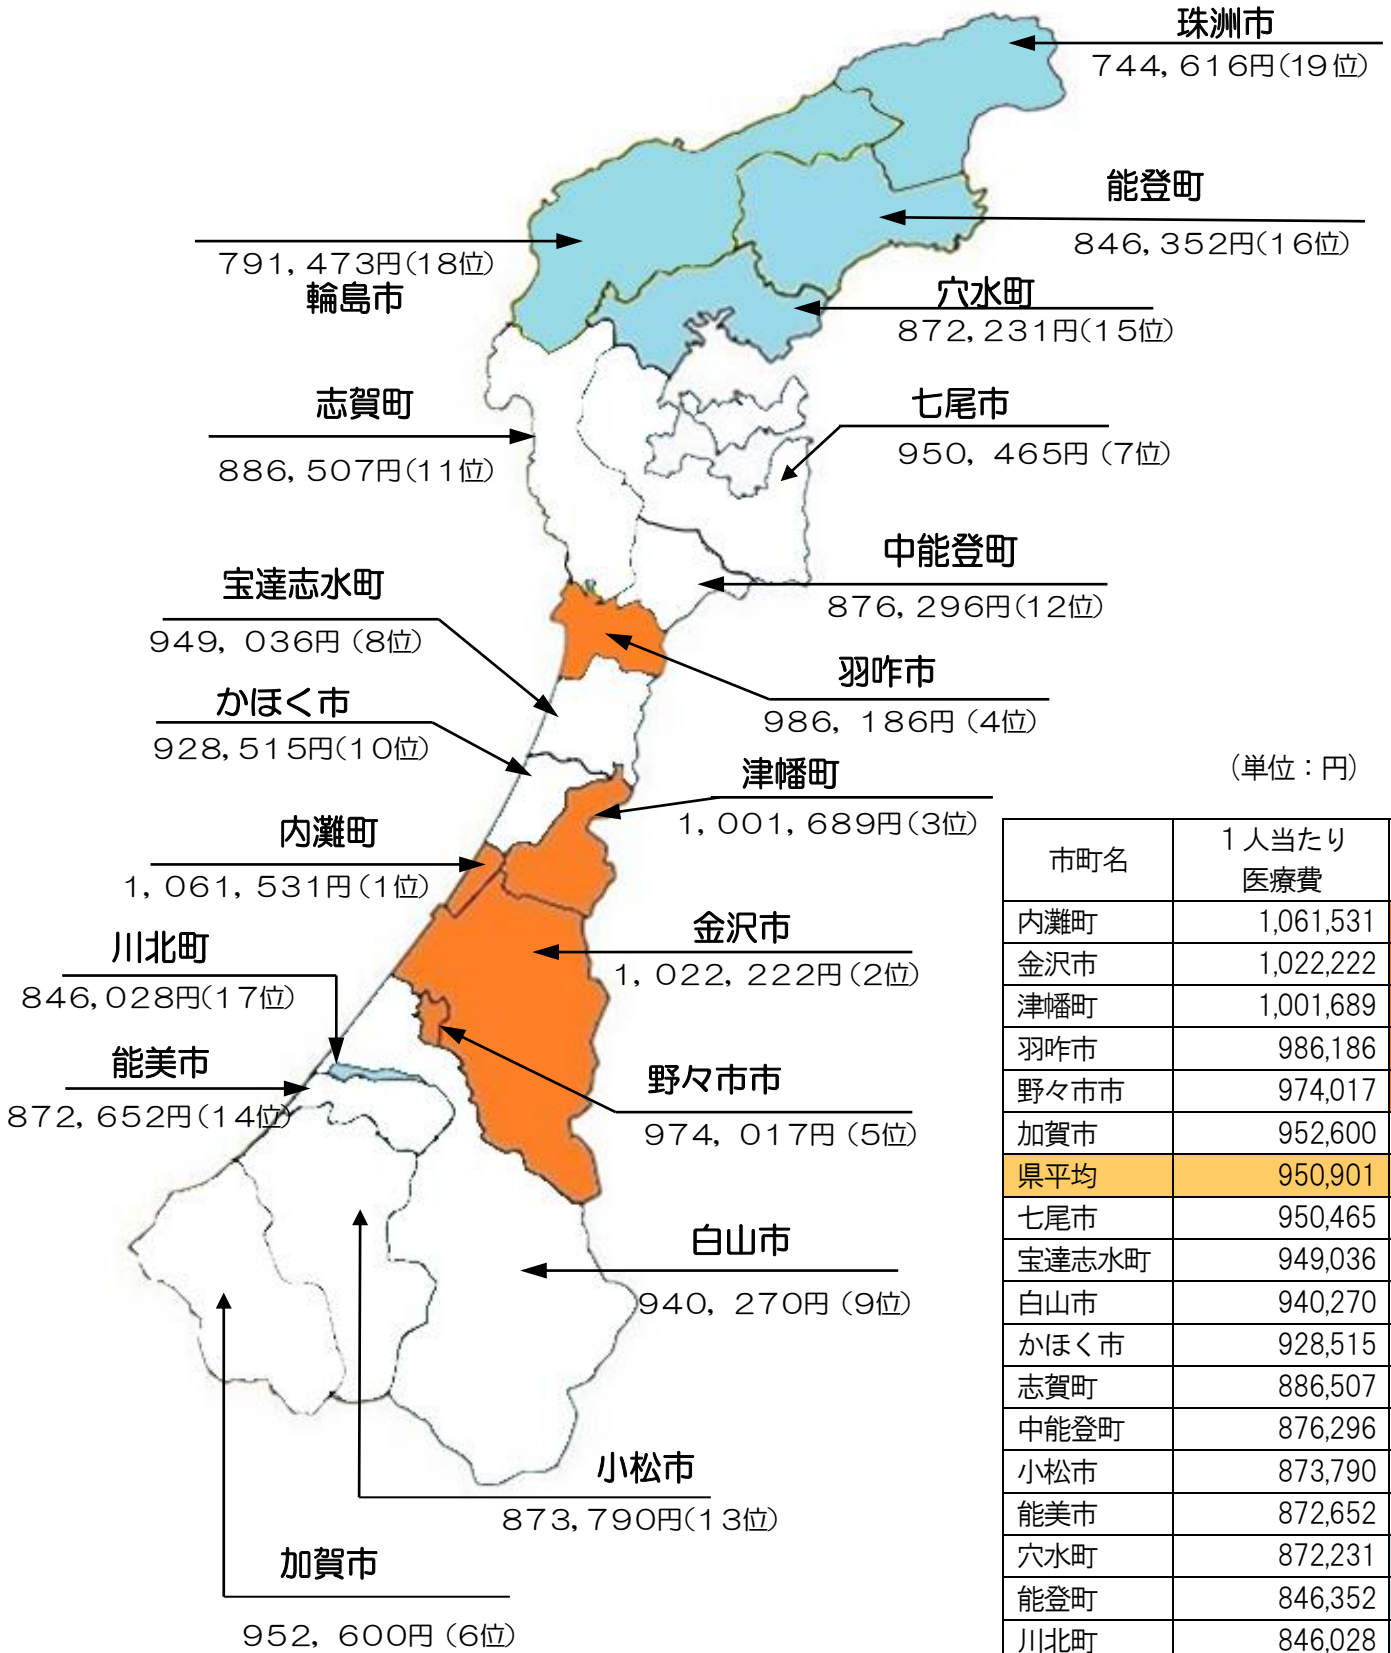 珠洲市
744,616円(19位)
能登町
846,352円(16位)
791,473円(18位)
輪島市
穴水町
872,231円(15位)
志賀町
886,507円(11位)
七尾市
950,465円(7位)
中能登町
876,296円(12位)
宝達志水町
949,036円(8位)
羽咋市
986,186円(4位)
かほく市
928,515円(10位)
津幡町
1,001,689円(3位)
内灘町
1,061,531円(1位)
金沢市
1,022,222円(2位)
川北町
846,028円(17位)
能美市
872,652円(14位)
野々市市
974,017円(5位)
白山市
940,270円(9位)
小松市
873,790円(13位)
加賀市
952,600円(6位)
(単位:円)
市町名 1人当たり
医療費
内灘町 1,061,531
金沢市 1,022,222
津幡町 1,001,689
羽咋市 986,186
野々市市 974,017
加賀市 952,600
県平均 950,901
七尾市 950,465
宝達志水町 949,036
白山市 940,270
かほく市 928,515
志賀町 886,507
中能登町 876,296
小松市 873,790
能美市 872,652
穴水町 872,231
能登町 846,352
川北町 846,028